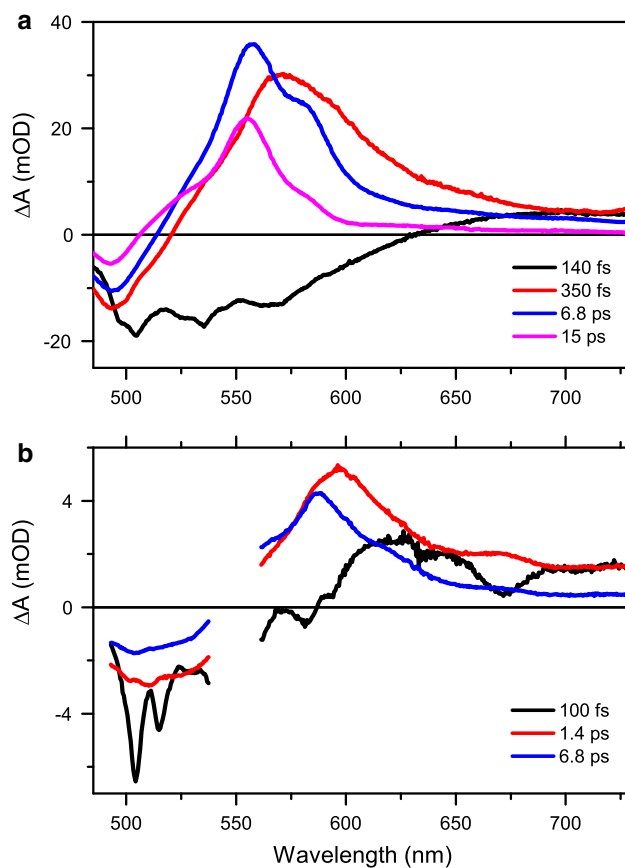 a
40
20
0
-20
ΔA (mOD)
140 fs
350 fs
6.8 ps
15 ps
500 550 600 650 700
b
4
0
-4
ΔA (mOD)
100 fs
1.4 ps
6.8 ps
500 550 600 650 700
Wavelength (nm)